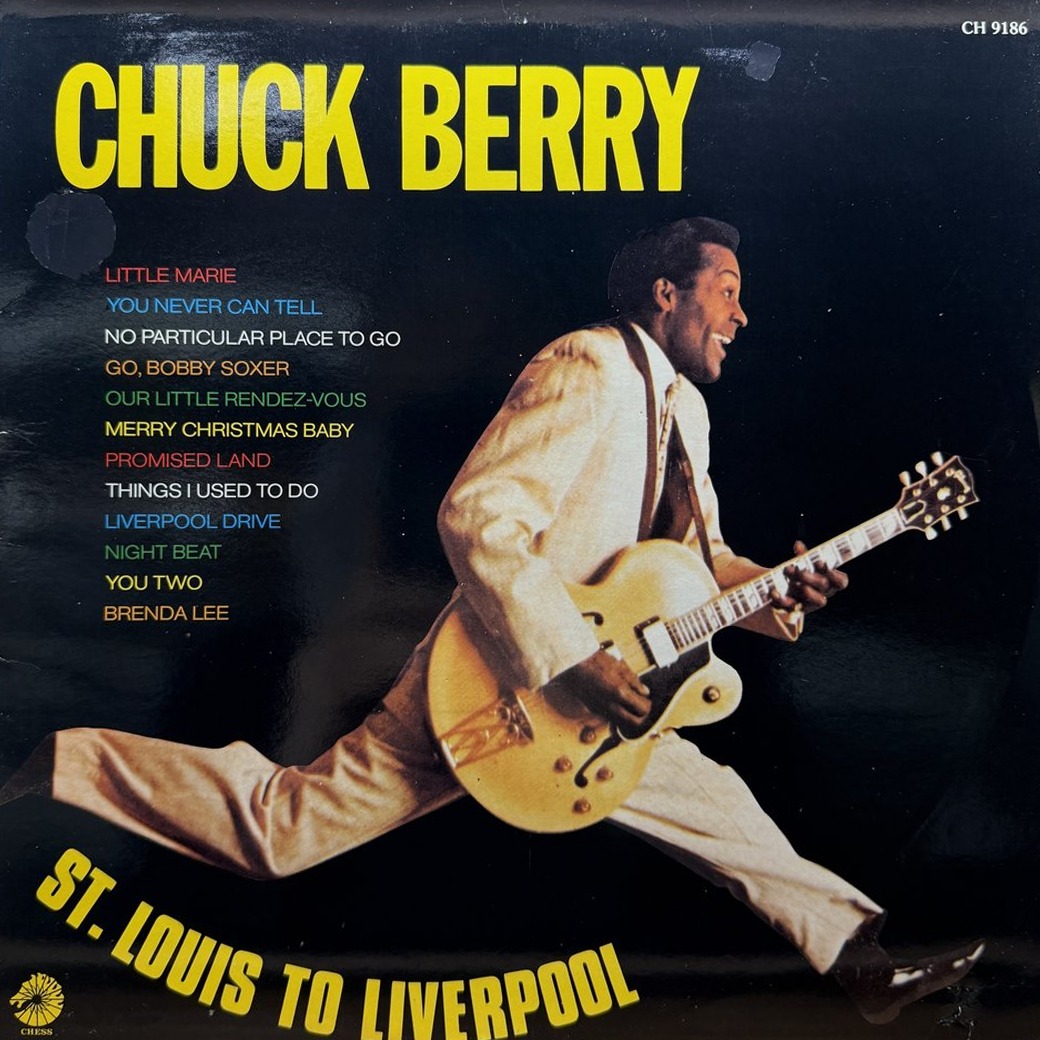 CH 9186
CHUCK BERRY
LITTLE MARIE
YOU NEVER CAN TELL
NO PARTICULAR PLACE TO GO
GO, BOBBY SOXER
OUR LITTLE RENDEZ-VOUS
MERRY CHRISTMAS BABY
PROMISED LAND
THINGS I USED TO DO
LIVERPOOL DRIVE
NIGHT BEAT
YOU TWO
BRENDA LEE
ST. LOUIS TO LIVERPOOL
CHESS